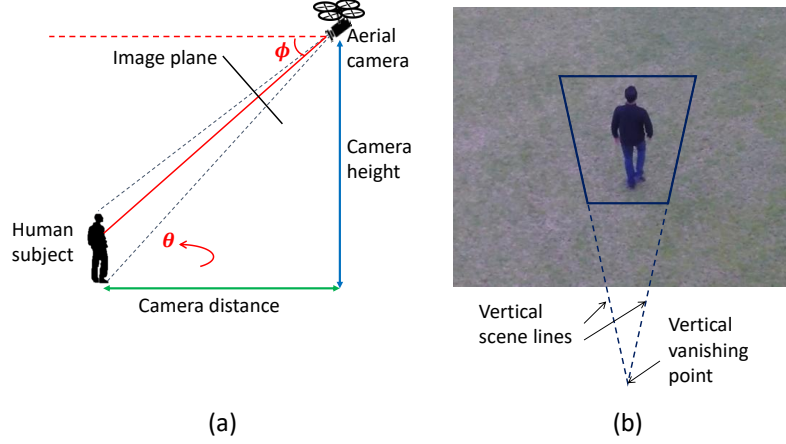 ϕ
Aerial
camera
Image plane
Camera
height
Human
subject
θ
Camera distance
Vertical
scene lines
Vertical
vanishing
point
(a)
(b)